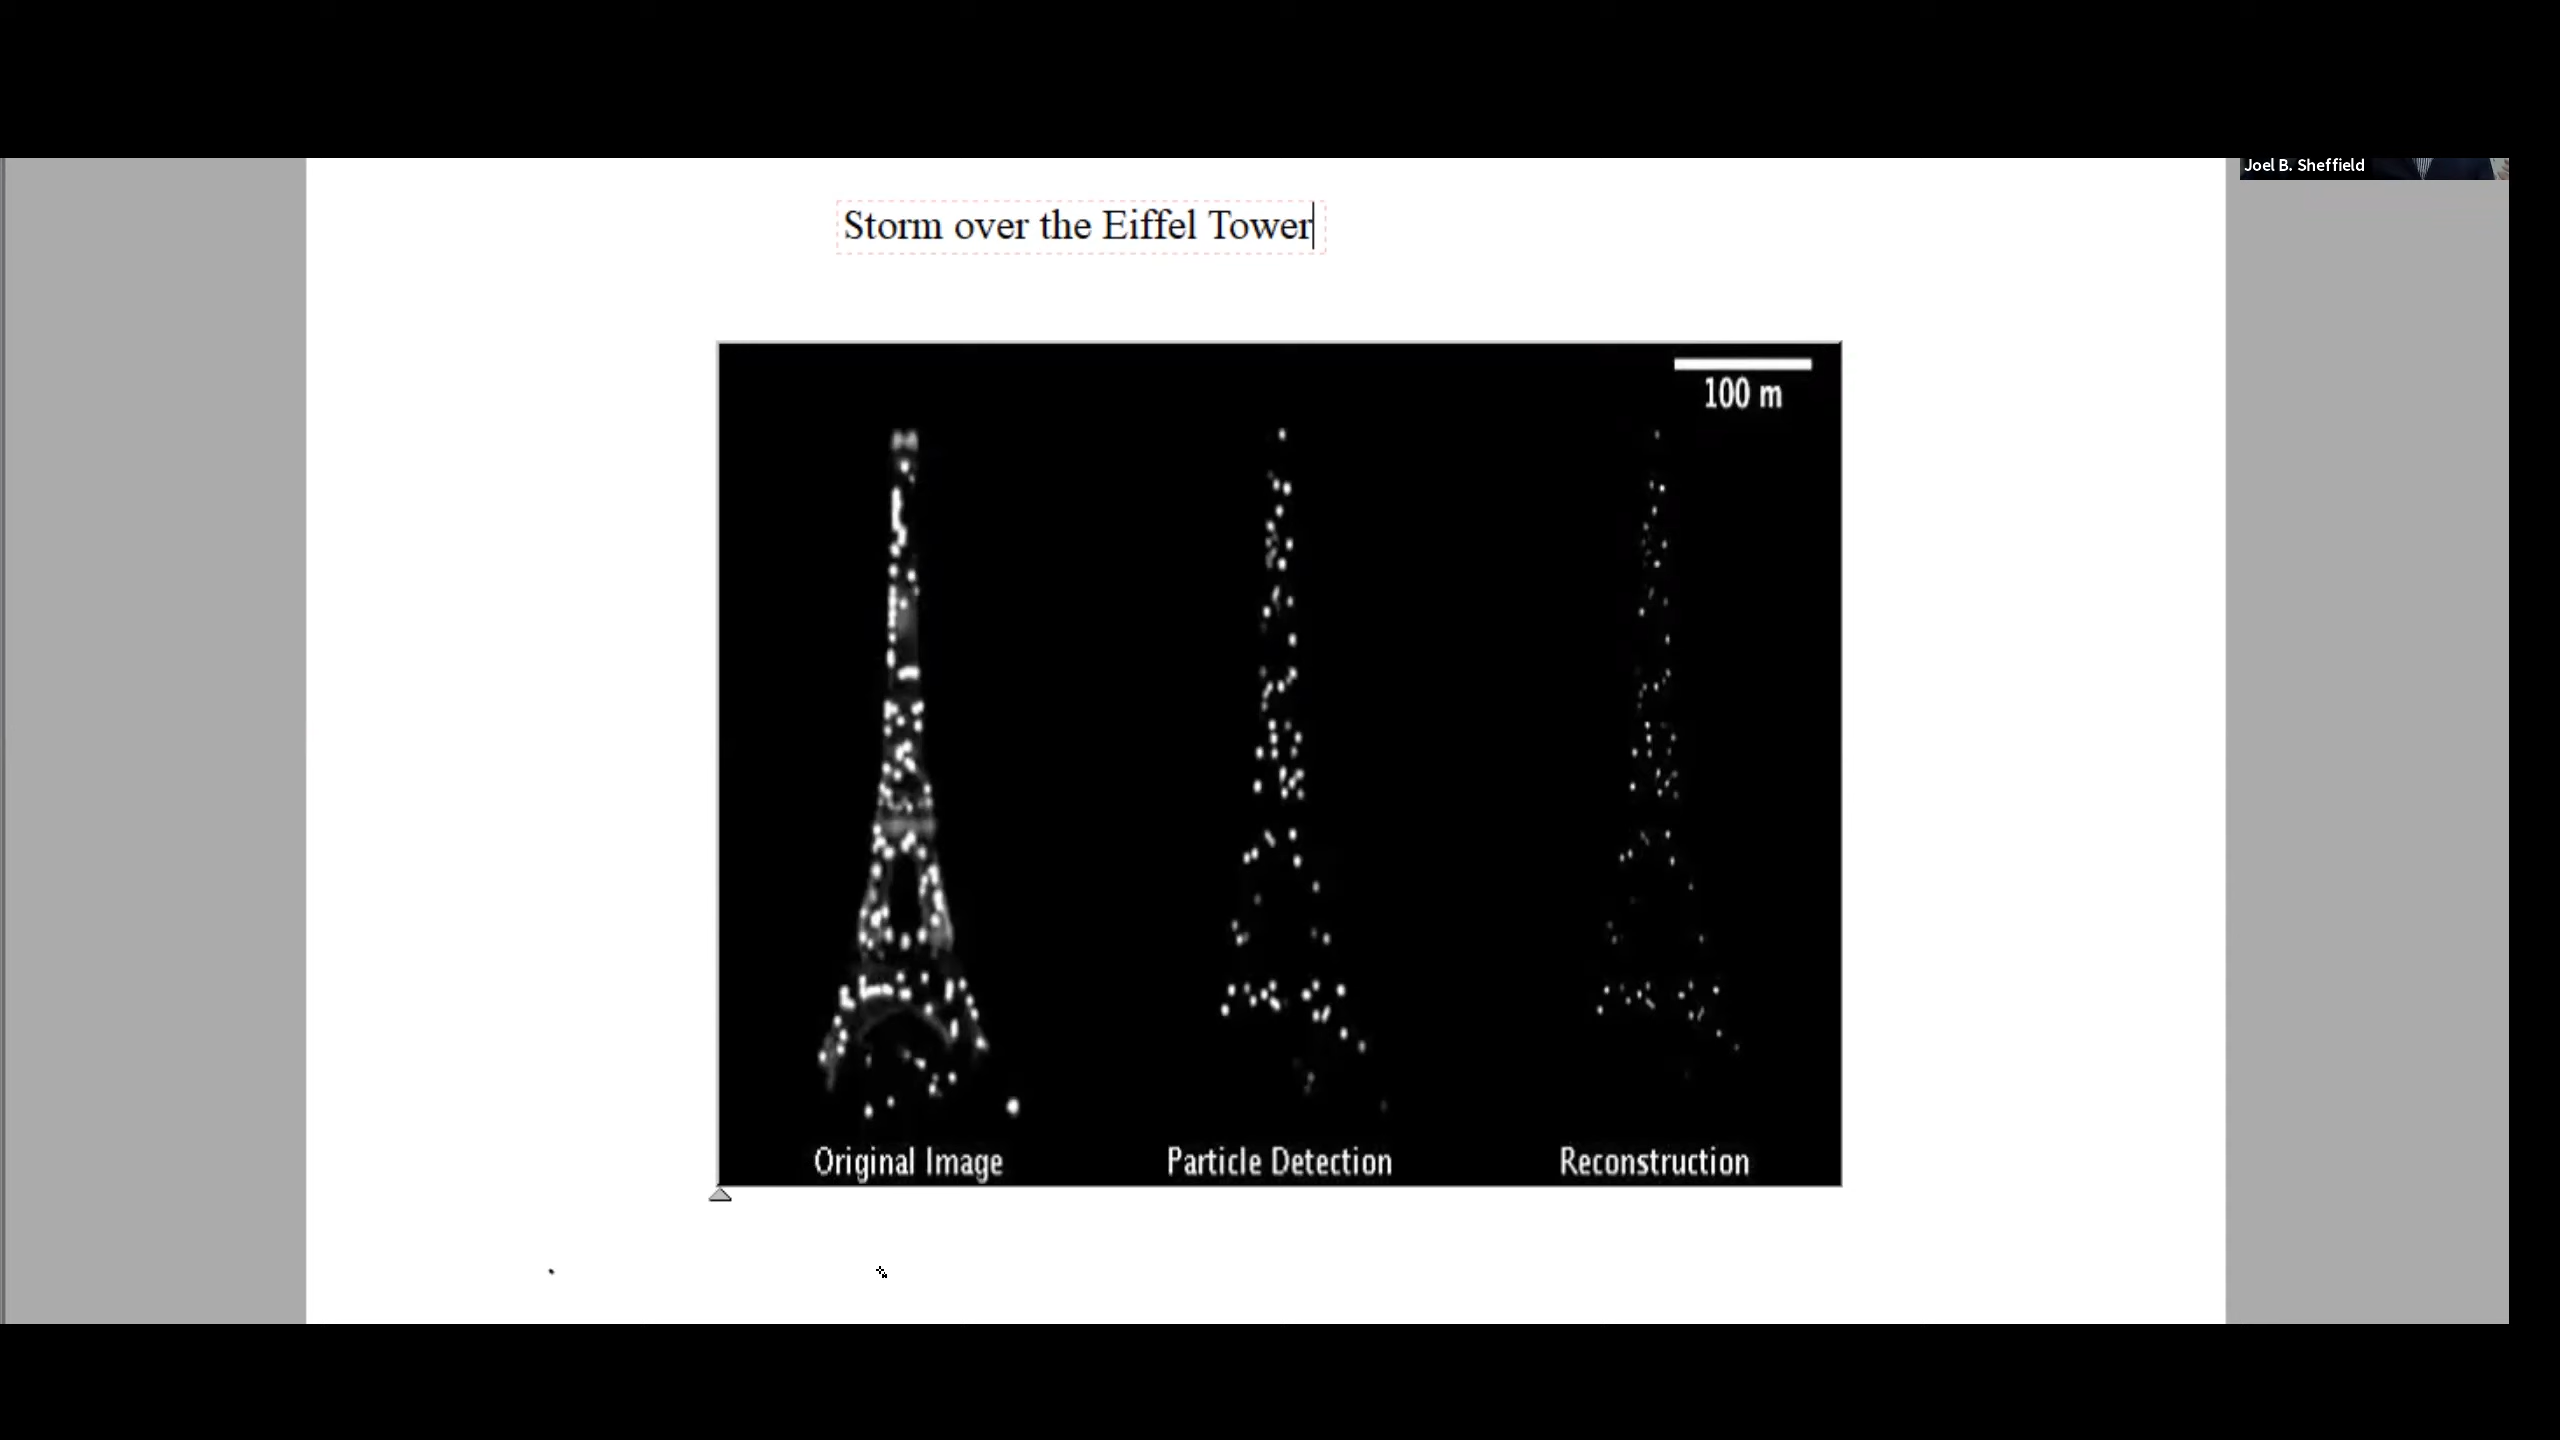 Joel B. Sheffield
Storm over the Eiffel Tower
100 m
Original Image
Particle Detection
Reconstruction